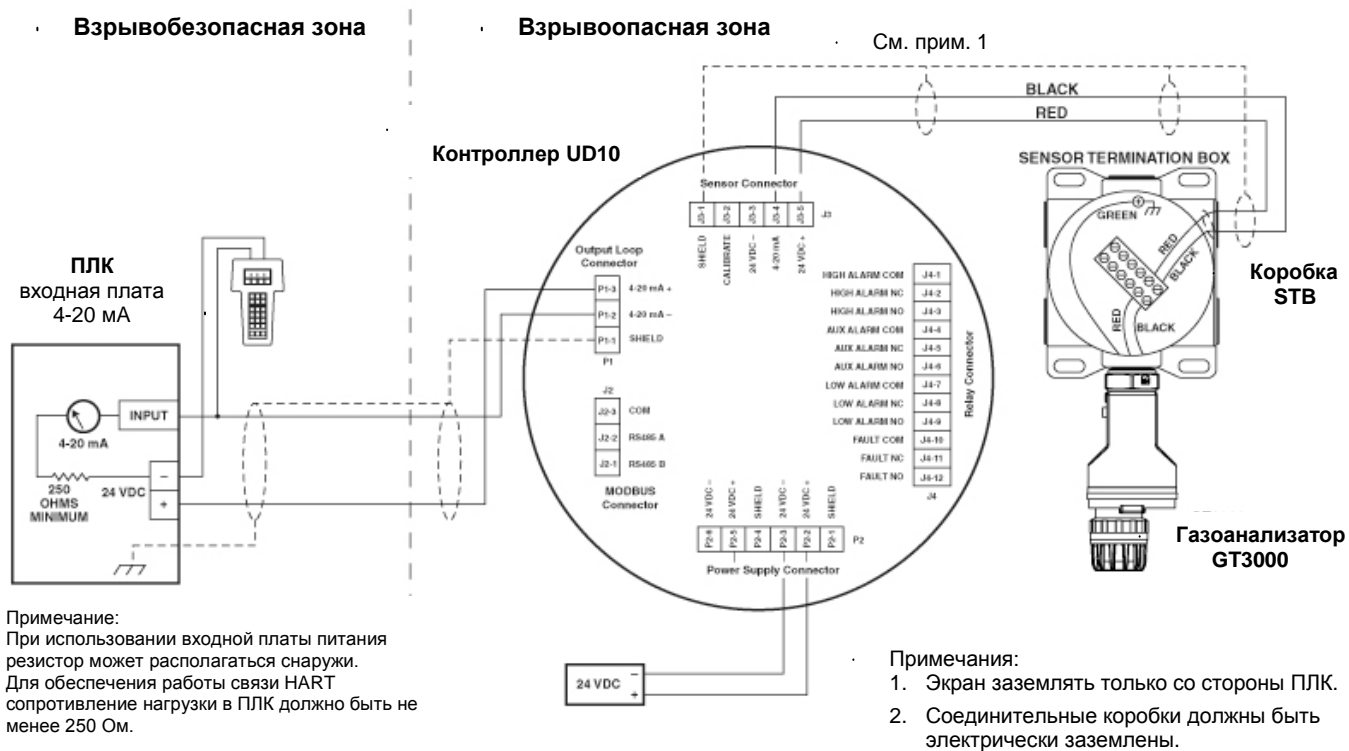 Взрывобезопасная зона
Взрывоопасная зона
См. прим. 1
BLACK
RED
Контроллер UD10
SENSOR TERMINATION BOX
GREEN
RED
BLACK
RED
BLACK
Коробка
STB
Газоанализатор
GT3000
Sensor Connector
J3-1
J3-2
J3-3
J3-4
J3-5
J3
SHIELD
CALIBRATE
24 VDC –
4-20 mA
24 VDC +
Output Loop
Connector
P1-3 4-20 mA +
P1-2 4-20 mA –
P1-1 SHIELD
P1
J2
J2-3 COM
J2-2 RS485 A
J2-1 RS485 B
MODBUS
Connector
HIGH ALARM COM J4-1
HIGH ALARM NC J4-2
HIGH ALARM NO J4-3
AUX ALARM COM J4-4
AUX ALARM NC J4-5
AUX ALARM NO J4-6
LOW ALARM COM J4-7
LOW ALARM NC J4-8
LOW ALARM NO J4-9
FAULT COM J4-10
FAULT NC J4-11
FAULT NO J4-12
J4
Relay Connector
24 VDC –
24 VDC +
SHIELD
24 VDC –
24 VDC +
SHIELD
P2-6
P2-5
P2-4
P2-3
P2-2
P2-1
P2
Power Supply Connector
24 VDC
–
+
ПЛК
входная плата
4-20 мА
INPUT
4-20 mA
250
OHMS
MINIMUM
24 VDC
–
+
Примечание:
При использовании входной платы питания
резистор может располагаться снаружи.
Для обеспечения работы связи HART
сопротивление нагрузки в ПЛК должно быть не
менее 250 Ом.
Примечания:
1. Экран заземлять только со стороны ПЛК.
2. Соединительные коробки должны быть
электрически заземлены.